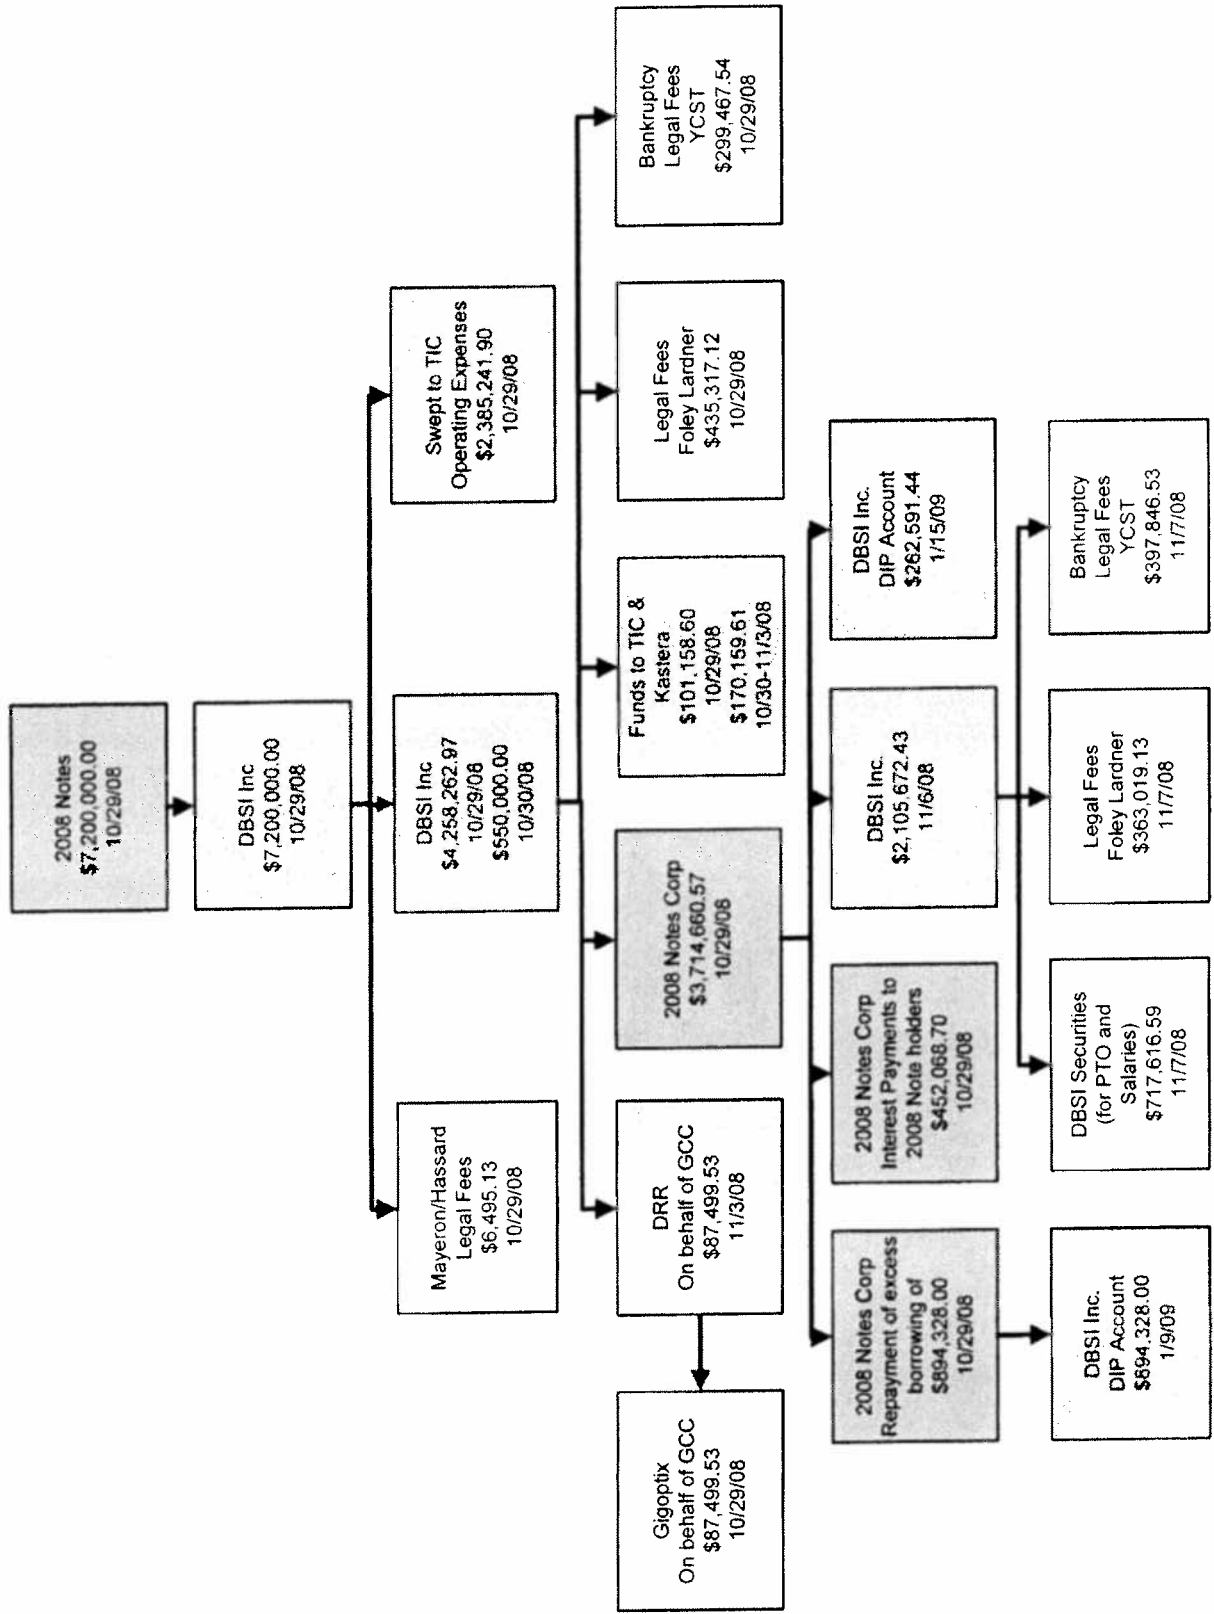 2008 Notes
$7,200,000.00
10/29/08
DBSI Inc
$7,200,000.00
10/29/08
Mayeron/Hassard
Legal Fees
$6,495.13
10/29/08
DBSI Inc
$4,258,262.97
10/29/08
$550,000.00
10/30/08
Swept to TIC
Operating Expenses
$2,385,241.90
10/29/08
Gigoptix
On behalf of GCC
$87,499.53
10/29/08
DRR
On behalf of GCC
$87,499.53
11/3/08
2008 Notes Corp
$3,714,660.57
10/29/08
Funds to TIC &
Kastera
$101,158.60
10/29/08
$170,159.61
10/30-11/3/08
Legal Fees
Foley Lardner
$435,317.12
10/29/08
Bankruptcy
Legal Fees
YCST
$299,467.54
10/29/08
2008 Notes Corp
Repayment of excess
borrowing of
$894,328.00
10/29/08
2008 Notes Corp
Interest Payments to
2008 Note holders
$452,068.70
10/29/08
DBSI Inc.
$2,105,672.43
11/6/08
DBSI Inc.
DIP Account
$262,591.44
1/15/09
DBSI Inc.
DIP Account
$894,328.00
1/9/09
DBSI Securities
(for PTO and
Salaries)
$717,616.59
11/7/08
Legal Fees
Foley Lardner
$363,019.13
11/7/08
Bankruptcy
Legal Fees
YCST
$397,846.53
11/7/08